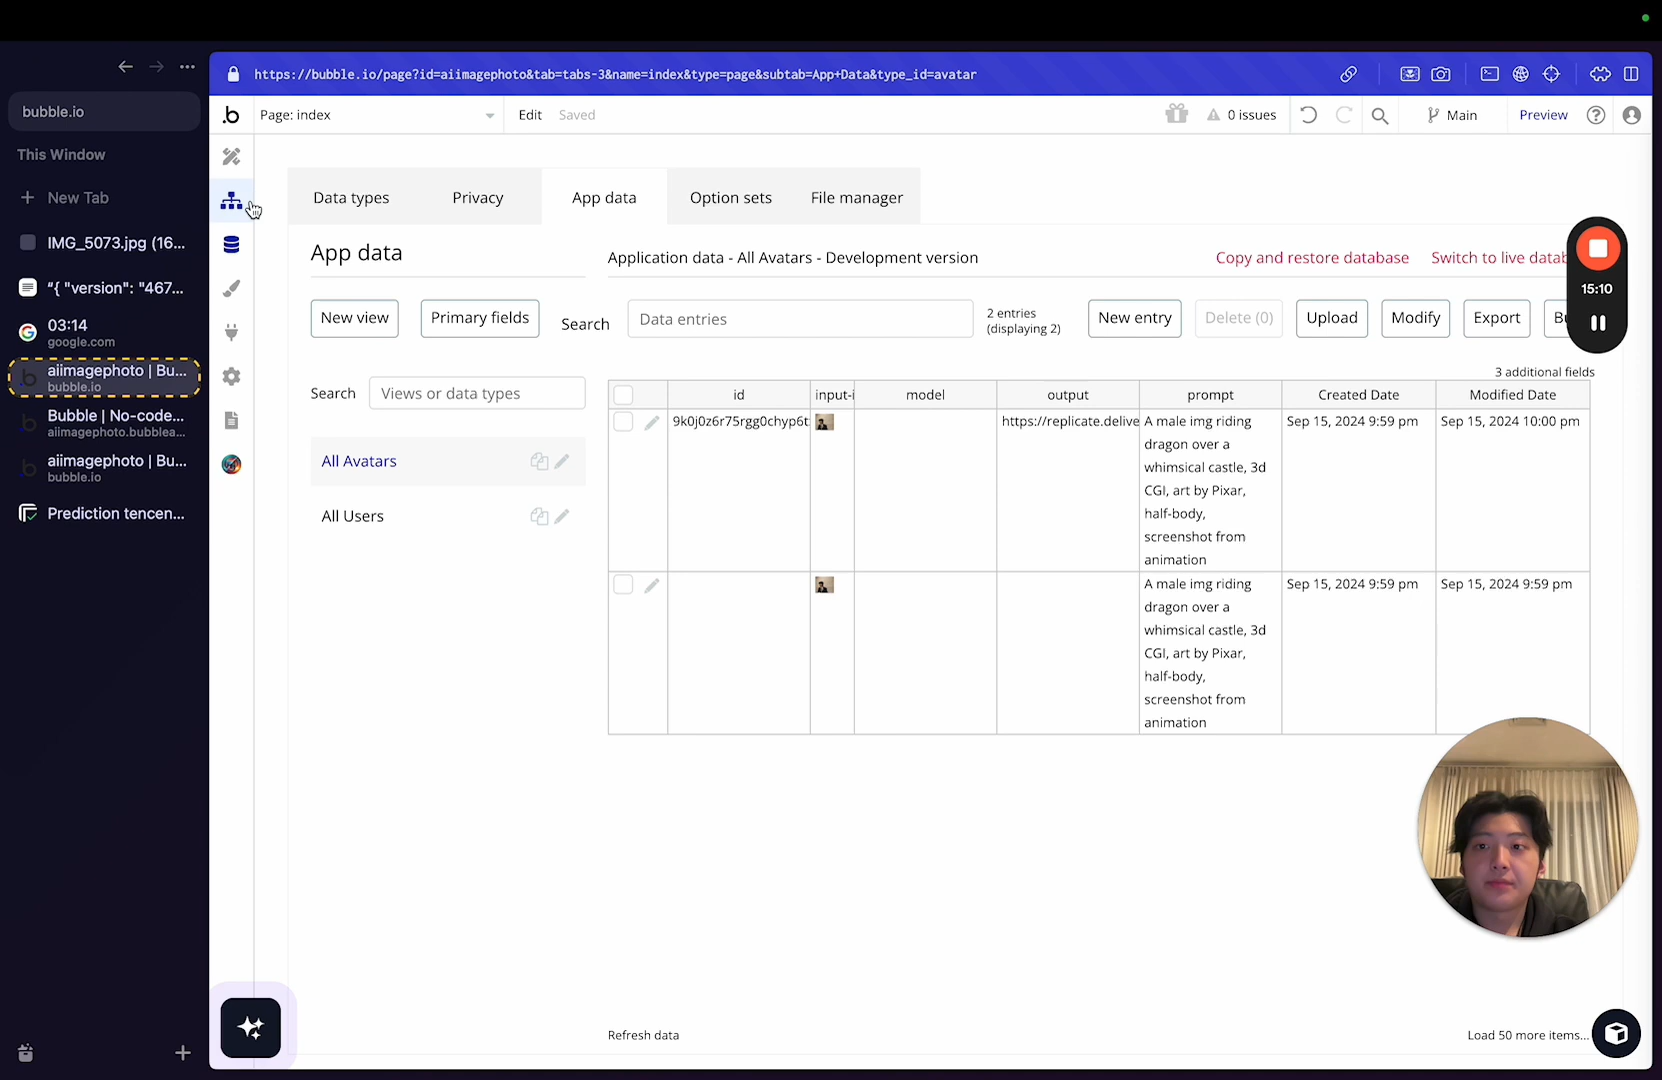 bubble.io
This Window
New Tab
IMG_5073.jpg (16...
“{ "version": "467...
03:14
google.com
aiimagephoto | Bu...
bubble.io
Bubble | No-code...
aiimagephoto.bubblea...
aiimagephoto | Bu...
bubble.io
Prediction tencen...
https://bubble.io/page?id=aiimagephoto&tab=tabs-3&name=index&type=page&subtab=App+Data&type_id=avatar
Page: index
Edit
Saved
0 issues
Main
Preview
Data types
Privacy
App data
Option sets
File manager
App data
Application data - All Avatars - Development version
Copy and restore database
Switch to live datab
15:10
New view
Primary fields
Search
Data entries
2 entries
(displaying 2)
New entry
Delete (0)
Upload
Modify
Export
Bu
3 additional fields
Search
Views or data types
All Avatars
All Users
id
input-i
model
output
prompt
Created Date
Modified Date
9k0j0z6r75rgg0chyp6t
https://replicate.delive
A male img riding
dragon over a
whimsical castle, 3d
CGI, art by Pixar,
half-body,
screenshot from
animation
Sep 15, 2024 9:59 pm
Sep 15, 2024 10:00 pm
A male img riding
dragon over a
whimsical castle, 3d
CGI, art by Pixar,
half-body,
screenshot from
animation
Sep 15, 2024 9:59 pm
Sep 15, 2024 9:59 pm
Refresh data
Load 50 more items...